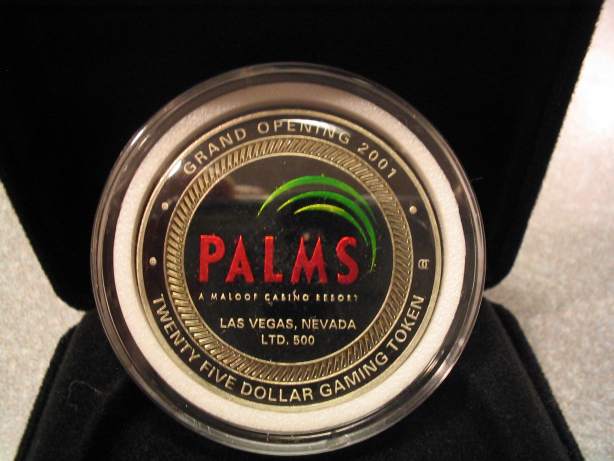 GRAND OPENING 2001
PALMS
A MALOOF CASINO RESORT
LAS VEGAS, NEVADA
LTD. 500
TWENTY FIVE DOLLAR GAMING TOKEN